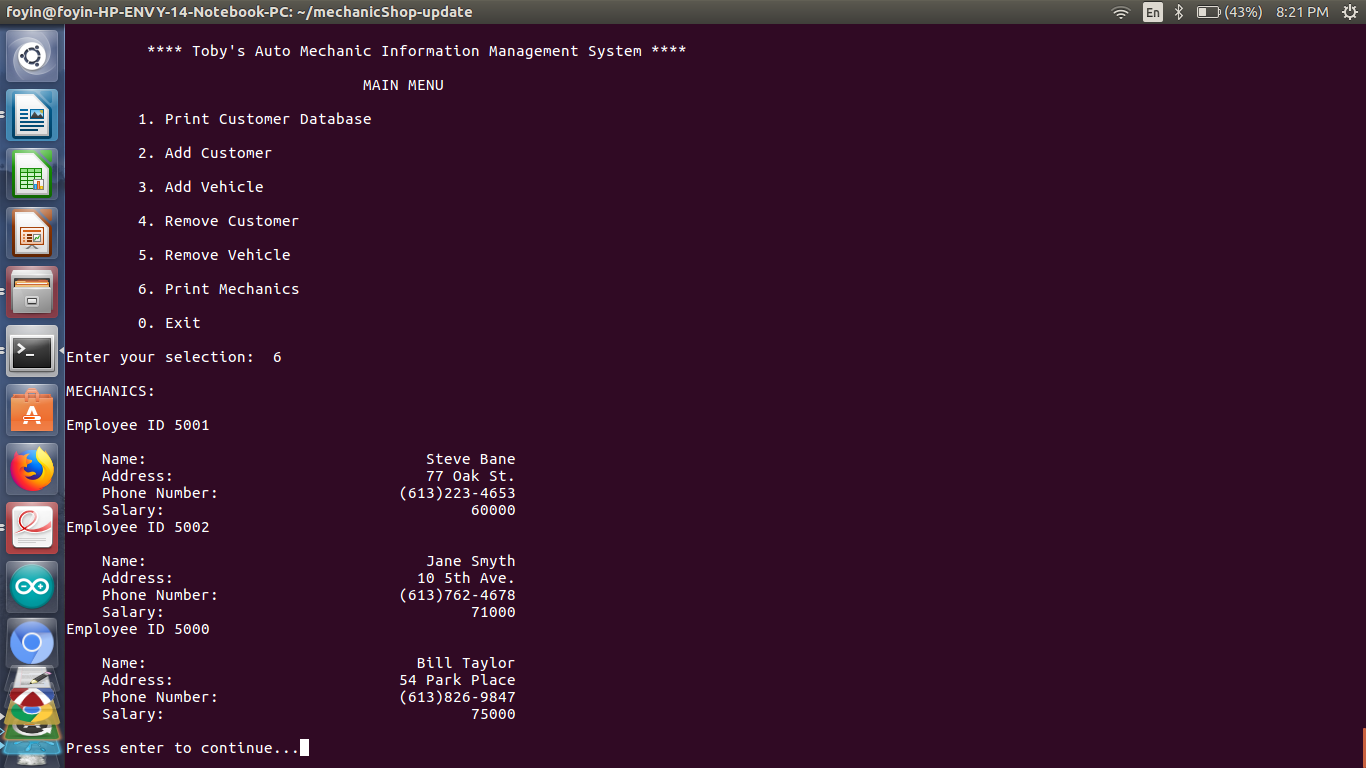 foyin@foyin-HP-ENVY-14-Notebook-PC: ~/mechanicShop-update
En
(43%)
8:21 PM
**** Toby's Auto Mechanic Information Management System ****
MAIN MENU
1. Print Customer Database
2. Add Customer
3. Add Vehicle
4. Remove Customer
5. Remove Vehicle
6. Print Mechanics
0. Exit
Enter your selection:  6
MECHANICS:
Employee ID 5001
Name: Steve Bane
Address: 77 Oak St.
Phone Number: (613)223-4653
Salary: 60000
Employee ID 5002
Name: Jane Smyth
Address: 10 5th Ave.
Phone Number: (613)762-4678
Salary: 71000
Employee ID 5000
Name: Bill Taylor
Address: 54 Park Place
Phone Number: (613)826-9847
Salary: 75000
Press enter to continue...